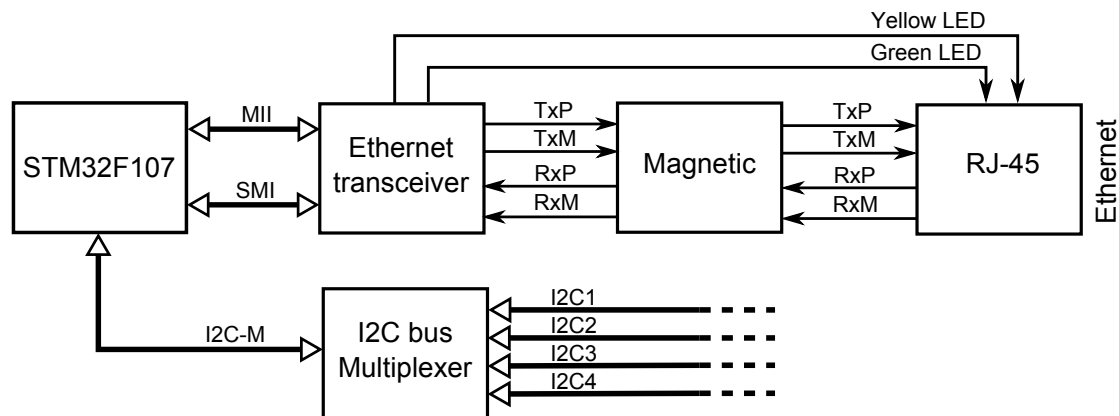 Yellow LED
Green LED
STM32F107
MII
SMI
Ethernet
transceiver
TxP
TxM
RxP
RxM
Magnetic
TxP
TxM
RxP
RxM
RJ-45
Ethernet
I2C-M
I2C bus
Multiplexer
I2C1
I2C2
I2C3
I2C4